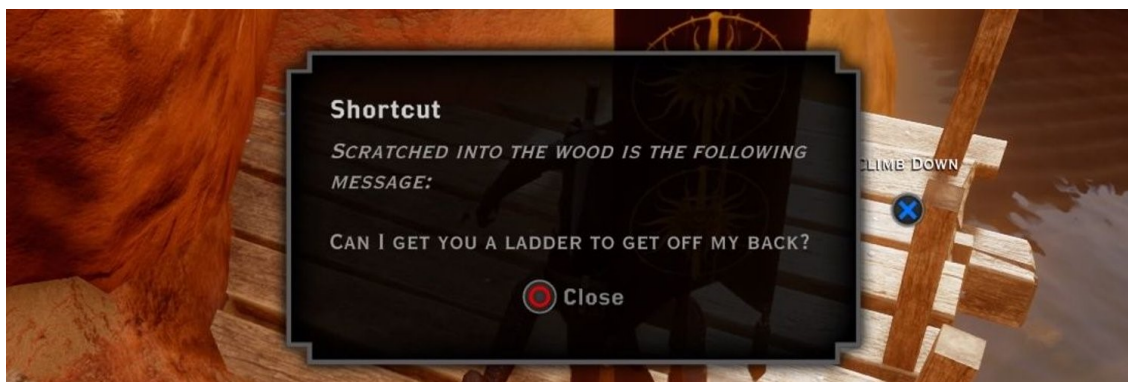 Shortcut
SCRATCHED INTO THE WOOD IS THE FOLLOWING
MESSAGE:
CLIMB DOWN
CAN I GET YOU A LADDER TO GET OFF MY BACK?
Close